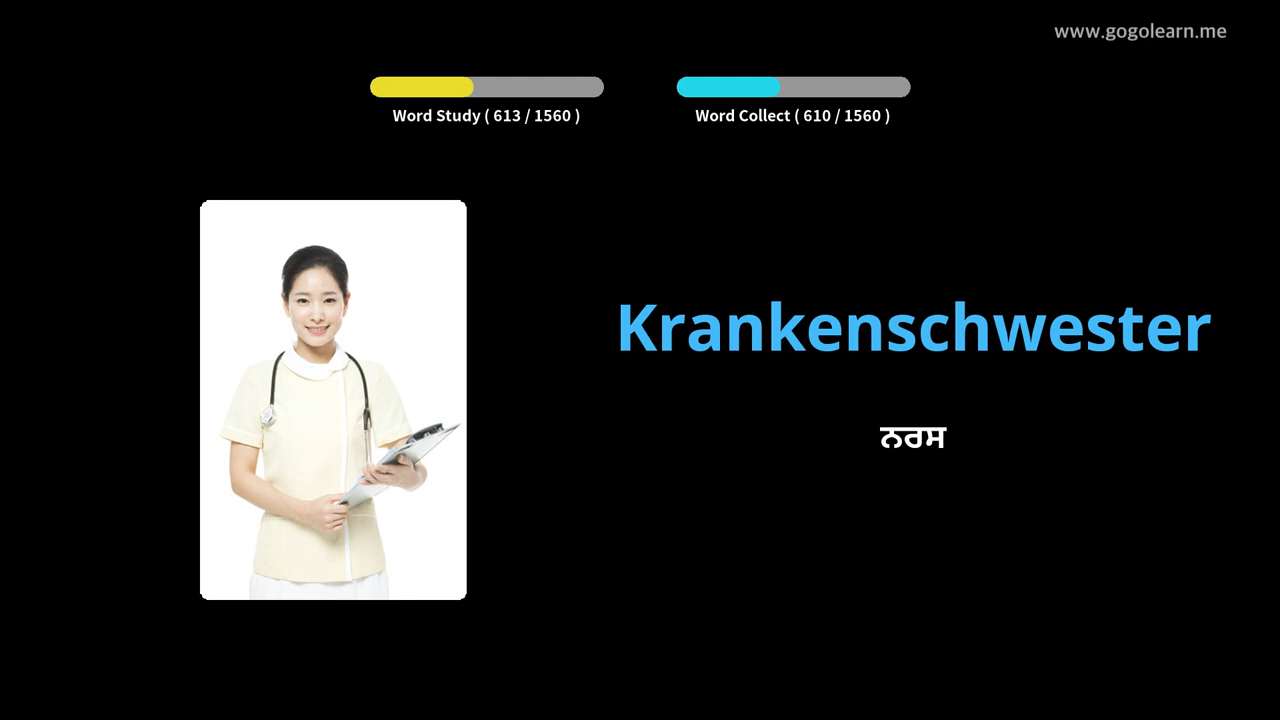 www.gogolearn.me
Word Study ( 613 / 1560 )
Word Collect ( 610 / 1560 )
Krankenschwester
ਨਰਸ